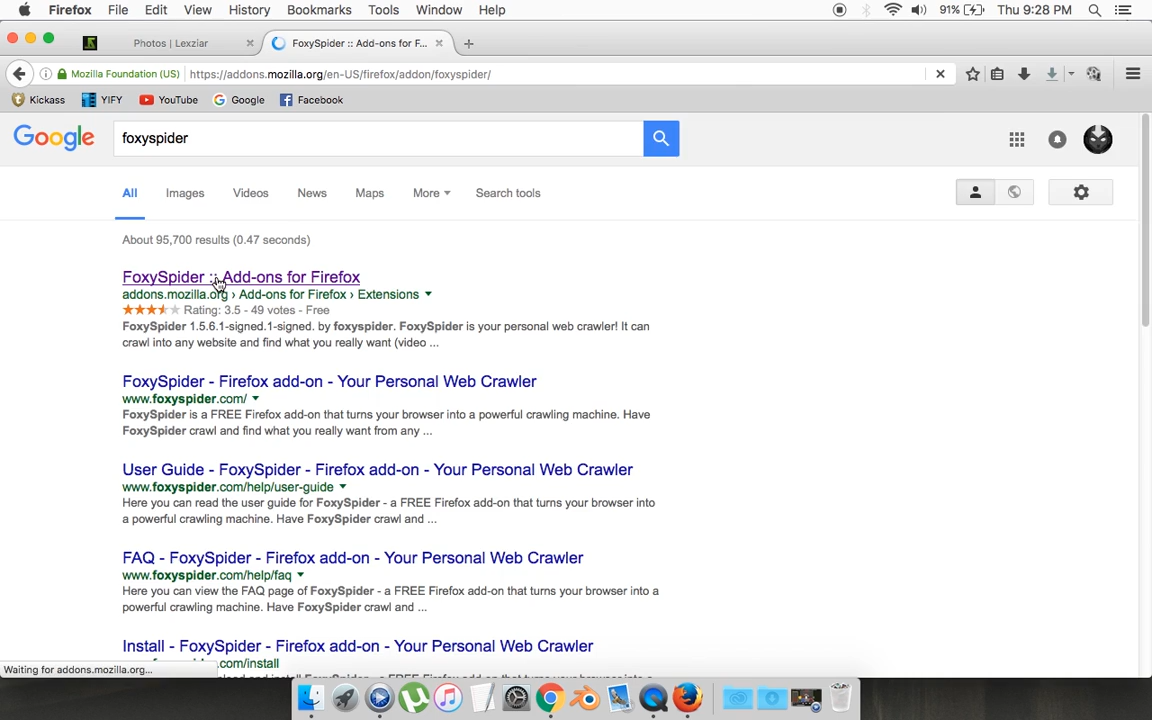 Firefox File Edit View History Bookmarks Tools Window Help 91% Thu 9:28 PM
Photos | Lexziar FoxySpider :: Add-ons for F...
Mozilla Foundation (US) https://addons.mozilla.org/en-US/firefox/addon/foxyspider/
Kickass YIFY YouTube Google Facebook
Google foxyspider
All Images Videos News Maps More Search tools
About 95,700 results (0.47 seconds)
FoxySpider :: Add-ons for Firefox
addons.mozilla.org › Add-ons for Firefox › Extensions
Rating: 3.5 - 49 votes - Free
FoxySpider 1.5.6.1-signed.1-signed. by foxyspider. FoxySpider is your personal web crawler! It can
crawl into any website and find what you really want (video ...
FoxySpider - Firefox add-on - Your Personal Web Crawler
www.foxyspider.com/
FoxySpider is a FREE Firefox add-on that turns your browser into a powerful crawling machine. Have
FoxySpider crawl and find what you really want from any ...
User Guide - FoxySpider - Firefox add-on - Your Personal Web Crawler
www.foxyspider.com/help/user-guide
Here you can read the user guide for FoxySpider - a FREE Firefox add-on that turns your browser into
a powerful crawling machine. Have FoxySpider crawl and ...
FAQ - FoxySpider - Firefox add-on - Your Personal Web Crawler
www.foxyspider.com/help/faq
Here you can view the FAQ page of FoxySpider - a FREE Firefox add-on that turns your browser into a
powerful crawling machine. Have FoxySpider crawl and ...
Install - FoxySpider - Firefox add-on - Your Personal Web Crawler
.com/install
Waiting for addons.mozilla.org...